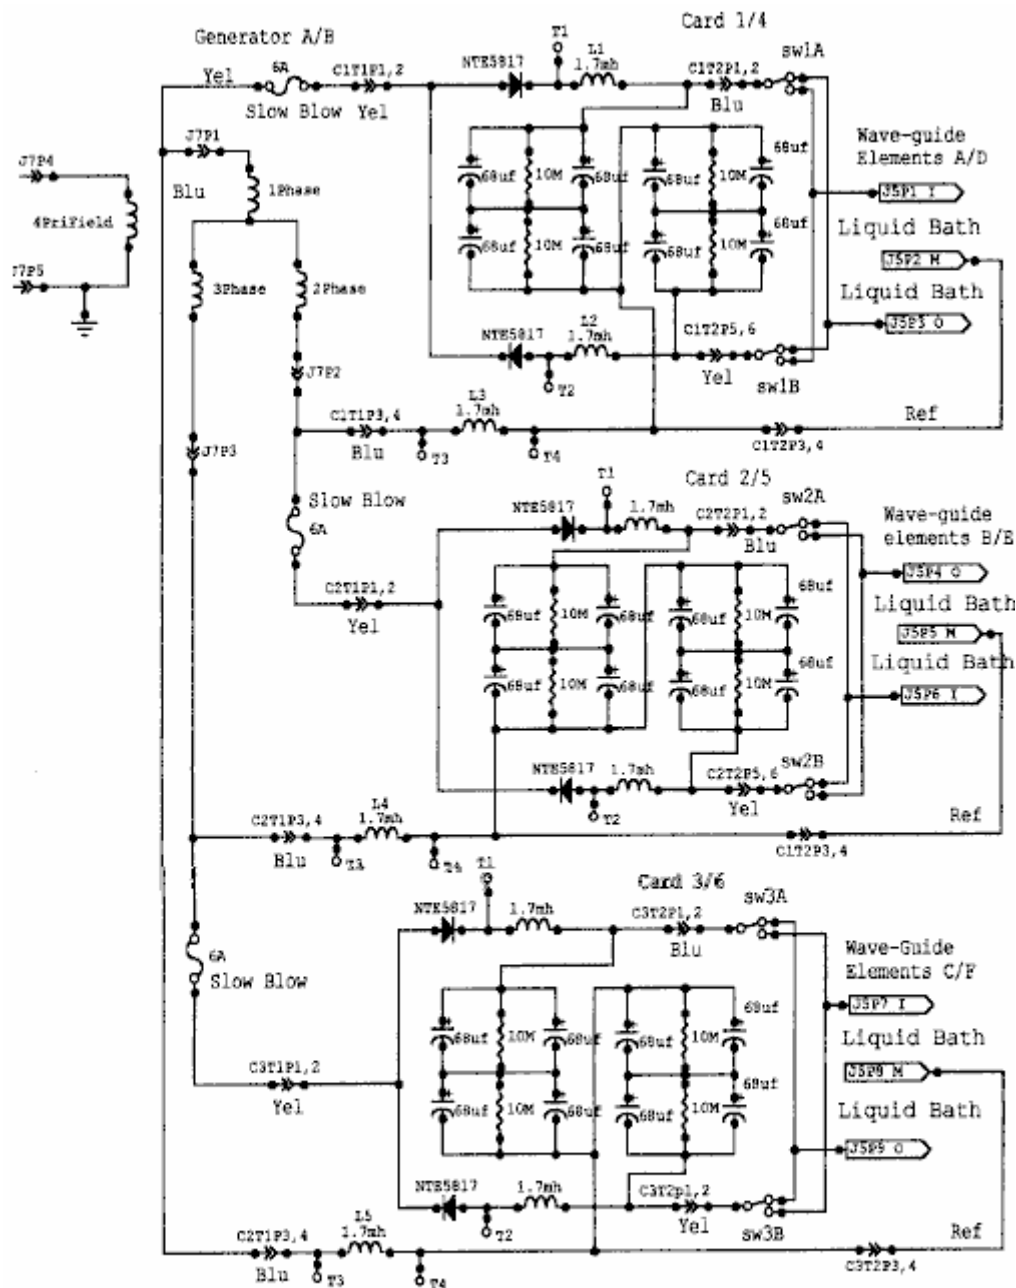 Card 1/4
Generator A/B
T1
L1
1.7mh
sw1A
6A
C1T1P1,2
NTE5817
C1T2P1,2
Yel
Slow Blow
Yel
Blu
J7P1
68uf
Wave-guide
Elements A/D
J7P4
Blu
1Phase
68uf
10M
68uf
68uf
10M
J5P1 I
4PriField
68uf
Liquid Bath
68uf
10M
68uf
68uf
10M
J5P2 M
J7P5
3Phase
2Phase
Liquid Bath
NTE5817
L2
1.7mh
C1T2P5,6
J5P3 O
J7P2
T2
Yel
sw1B
L3
1.7mh
C1T1P3,4
Ref
J7P3
Blu
T3
T4
C1T2P3,4
Slow Blow
T1
Card 2/5
sw2A
NTE5817
1.7mh
C2T2P1,2
Wave-guide
elements B/E
6A
Blu
C2T1P1,2
68uf
J5P4 O
Yel
68uf
10M
68uf
68uf
10M
Liquid Bath
J5P5 M
68uf
68uf
10M
68uf
68uf
10M
Liquid Bath
J5P6 I
NTE5817
1.7mh
C2T2P5,6
sw2B
T2
Yel
L4
1.7mh
C2T1P3,4
Ref
Blu
T3
T4
C1T2P3,4
T1
Card 3/6
sw3A
NTE5817
1.7mh
C3T2P1,2
6A
Blu
Wave-Guide
Elements C/F
Slow Blow
68uf
J5P7 I
68uf
10M
68uf
68uf
10M
Liquid Bath
C3T1P1,2
68uf
J5P8 M
Yel
68uf
10M
68uf
68uf
10M
Liquid Bath
J5P9 O
NTE5817
1.7mh
C3T2p1,2
T2
Yel
sw3B
L5
1.7mh
C2T1P3,4
Ref
Blu
T3
T4
C3T2P3,4